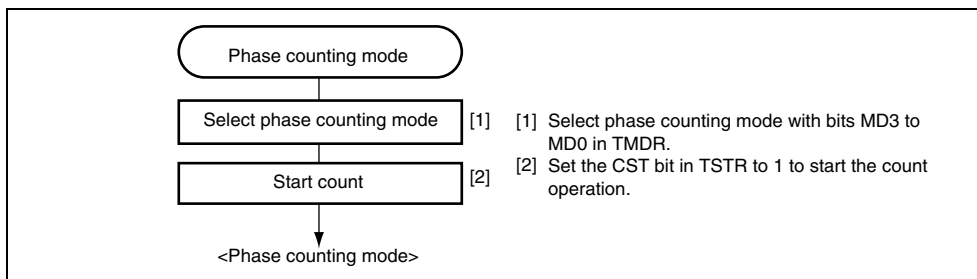 Phase counting mode
Select phase counting mode [1]
Start count [2]
<Phase counting mode>
[1] Select phase counting mode with bits MD3 to
MD0 in TMDR.
[2] Set the CST bit in TSTR to 1 to start the count
operation.